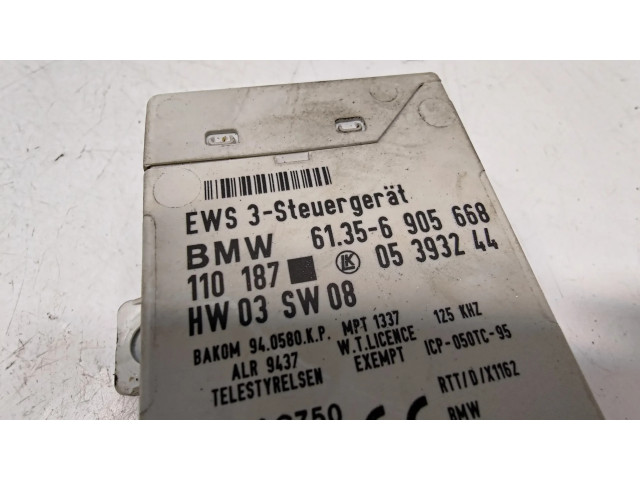 EWS 3-Steuergerät
BMW 61.35-6 905 668
110 187 LK 05 3932 44
HW 03 SW 08
BAKOM 94.0580.K.P. MPT 1337 125 KHZ
ALR 9437 W.T.LICENCE ICP-050TC-95
TELESTYRELSEN EXEMPT
RTT/D/X1162
BMW